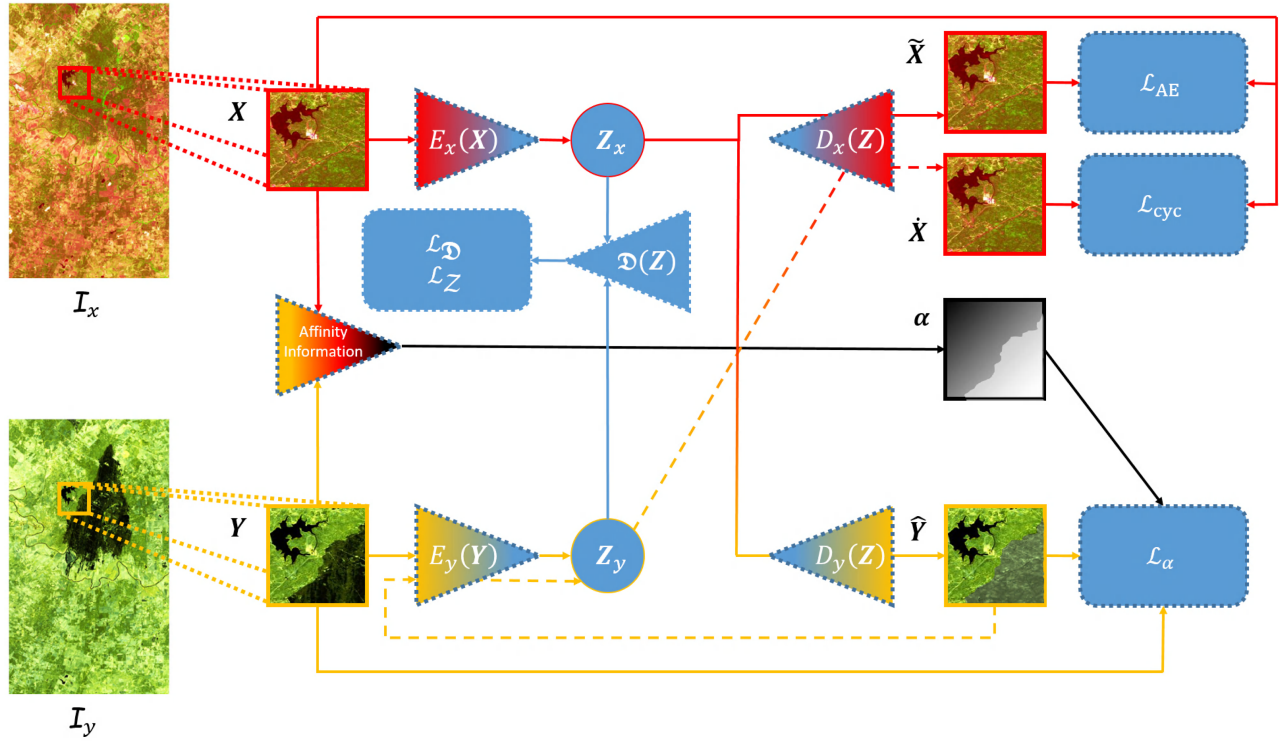 X̃
ℒ_AE
X
E_x(X)
Z_x
D_x(Z)
ℒ_cyc
Ẋ
ℒ_𝔇
ℒ_𝒵
𝔇(Z)
I_x
α
Affinity
Information
Y
E_y(Y)
Z_y
D_y(Z)
Ŷ
ℒ_α
I_y